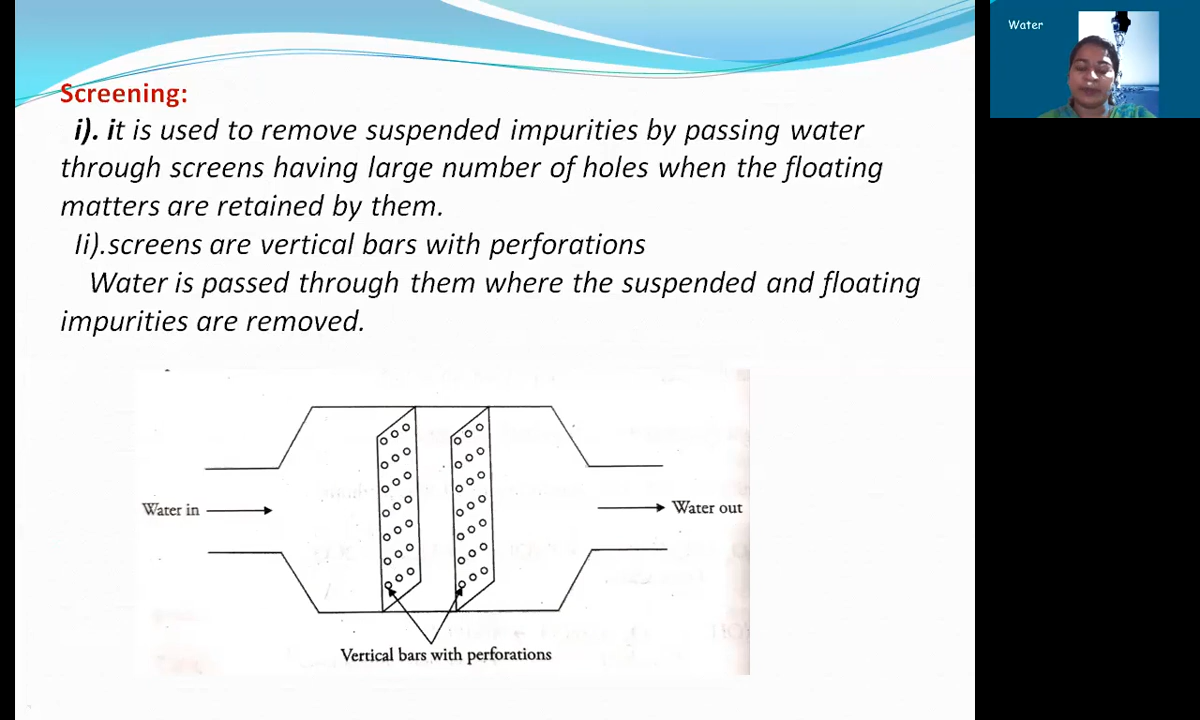 Screening:
i). it is used to remove suspended impurities by passing water
through screens having large number of holes when the floating
matters are retained by them.
Ii).screens are vertical bars with perforations
Water is passed through them where the suspended and floating
impurities are removed.
Water in
Water out
Vertical bars with perforations
Water